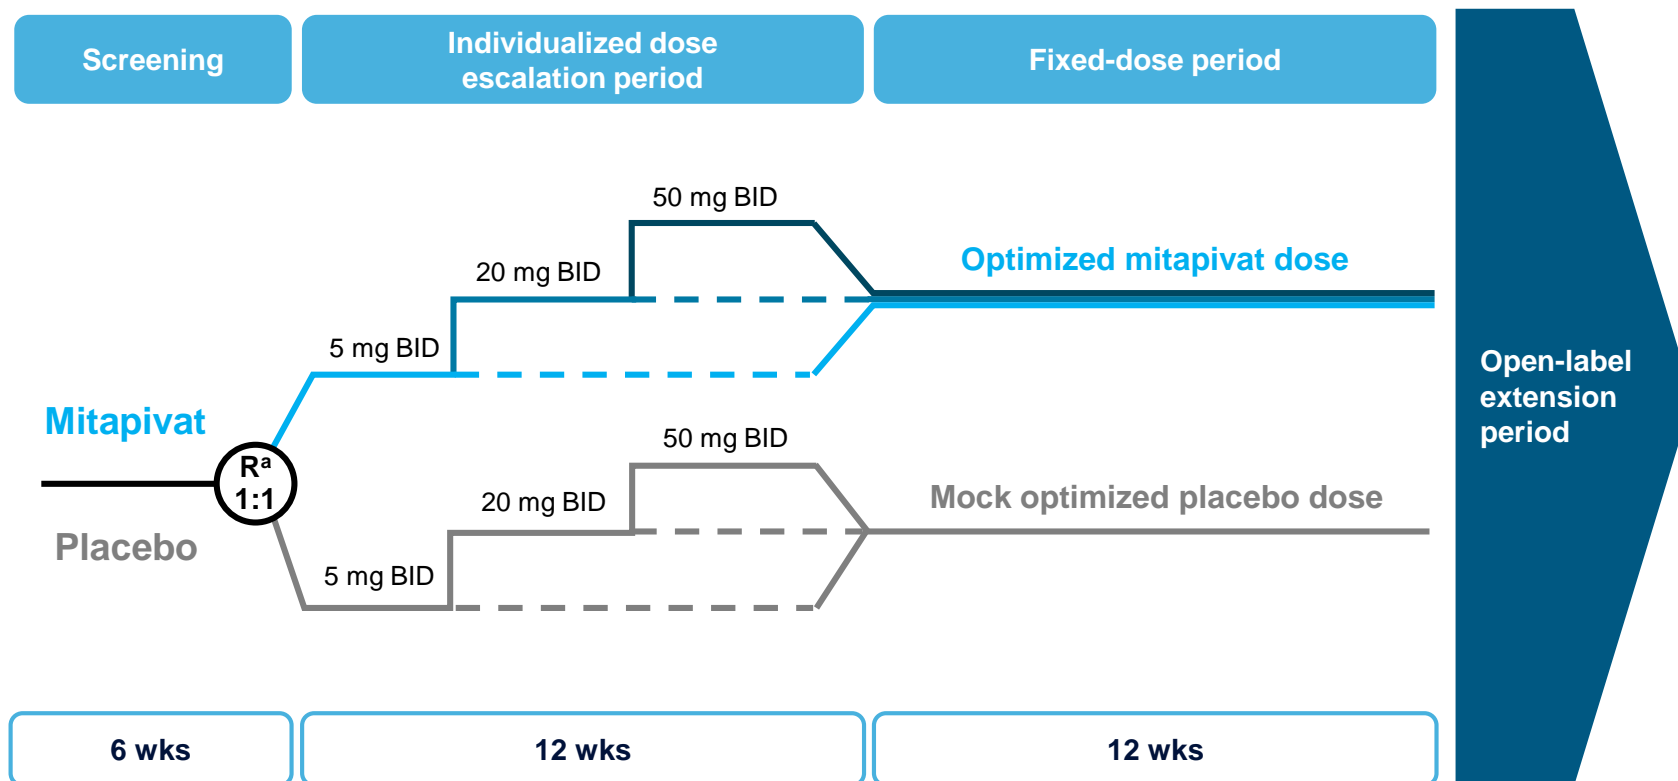 Screening
Individualized dose
escalation period
Fixed-dose period
50 mg BID
20 mg BID
Optimized mitapivat dose
5 mg BID
Open-label
extension
period
Mitapivat
50 mg BID
Rᵃ
1:1
20 mg BID
Mock optimized placebo dose
Placebo
5 mg BID
6 wks
12 wks
12 wks